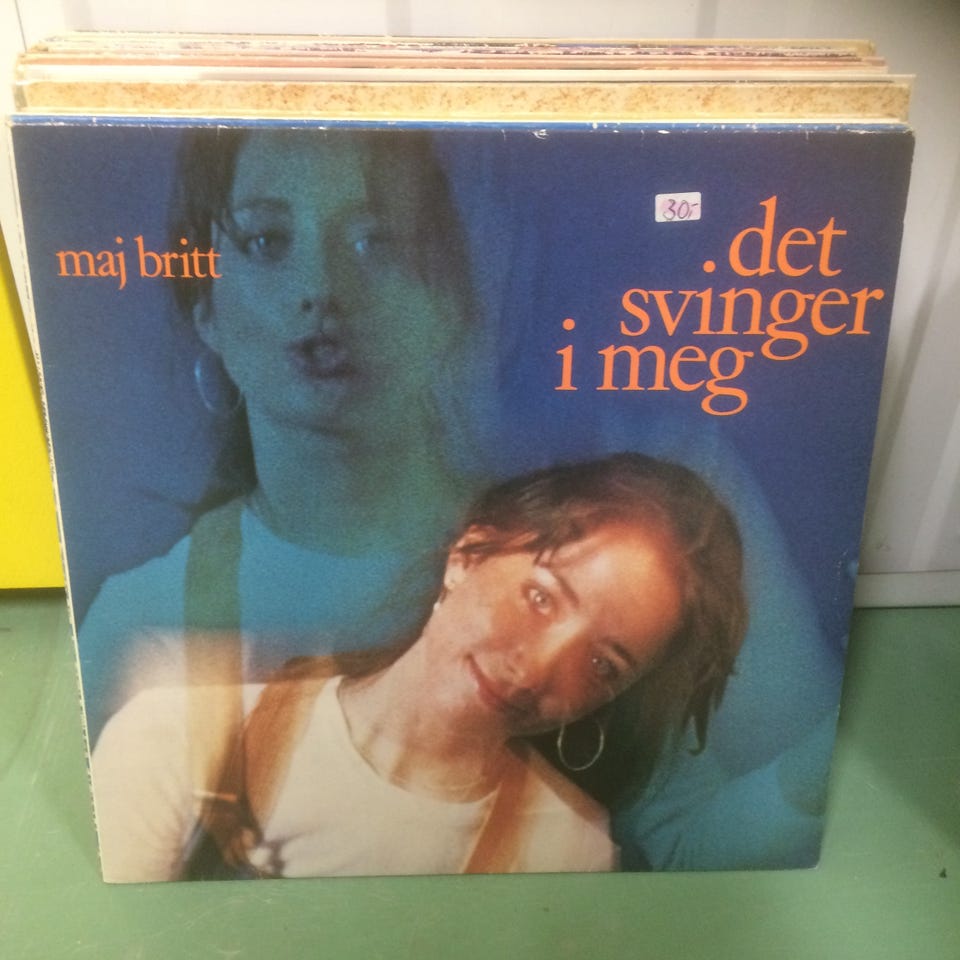 maj britt
30,-
det
svinger
i meg